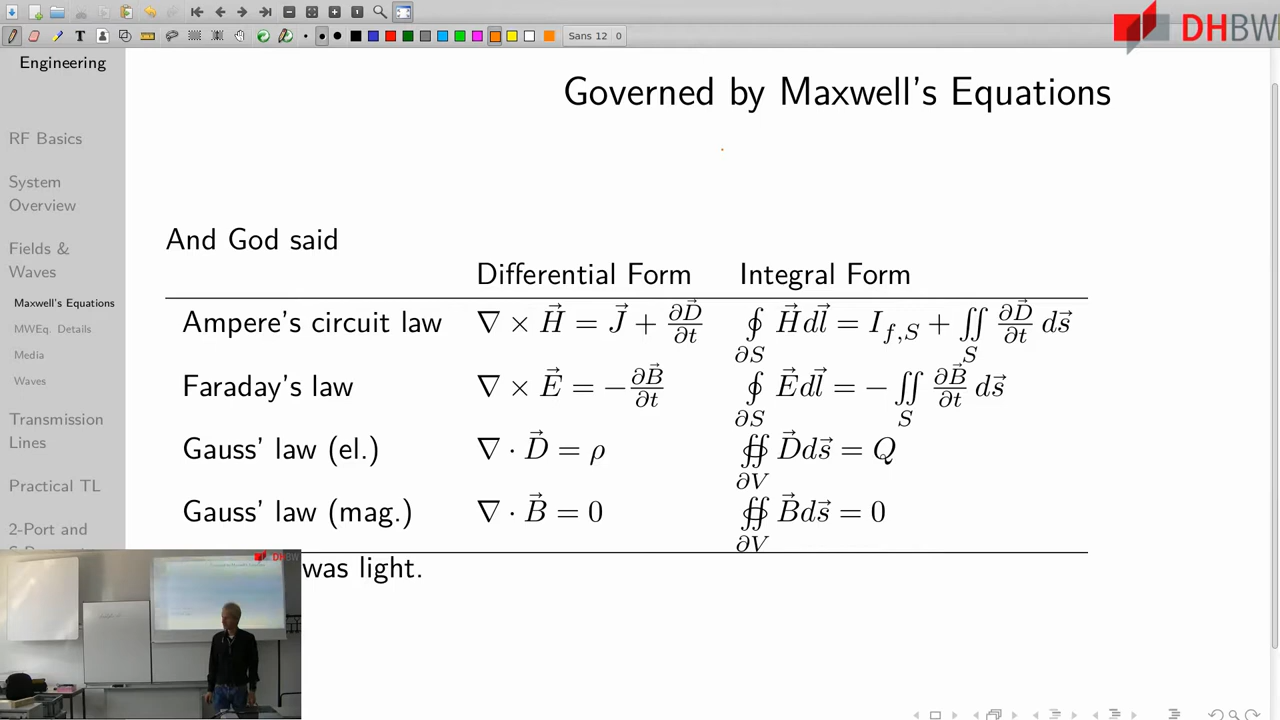 Sans 12 0
DHBW
Engineering
Governed by Maxwell's Equations
RF Basics
System
Overview
Fields &
Waves
Maxwell's Equations
MWEq. Details
Media
Waves
Transmission
Lines
Practical TL
2-Port and
And God said
Differential Form Integral Form
Ampere's circuit law ∇ × H⃗ = J⃗ + ∂D⃗/∂t ∮_∂S H⃗dl⃗ = I_f,S + ∬_S ∂D⃗/∂t ds⃗
Faraday's law ∇ × E⃗ = −∂B⃗/∂t ∮_∂S E⃗dl⃗ = −∬_S ∂B⃗/∂t ds⃗
Gauss' law (el.) ∇ · D⃗ = ρ ∯_∂V D⃗ds⃗ = Q
Gauss' law (mag.) ∇ · B⃗ = 0 ∯_∂V B⃗ds⃗ = 0
was light.
DHBW